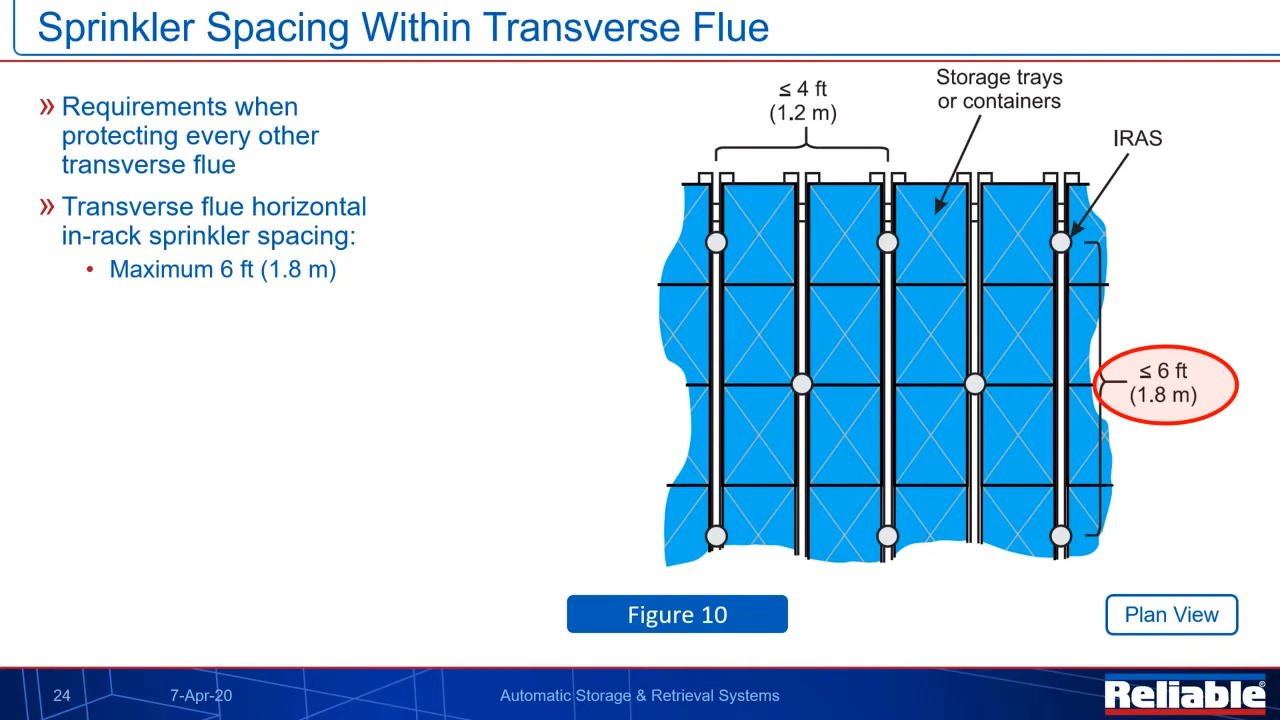 Sprinkler Spacing Within Transverse Flue
» Requirements when
protecting every other
transverse flue
» Transverse flue horizontal
in-rack sprinkler spacing:
• Maximum 6 ft (1.8 m)
≤ 4 ft
(1.2 m)
Storage trays
or containers
IRAS
≤ 6 ft
(1.8 m)
Figure 10
Plan View
24
7-Apr-20
Automatic Storage & Retrieval Systems
Reliable®